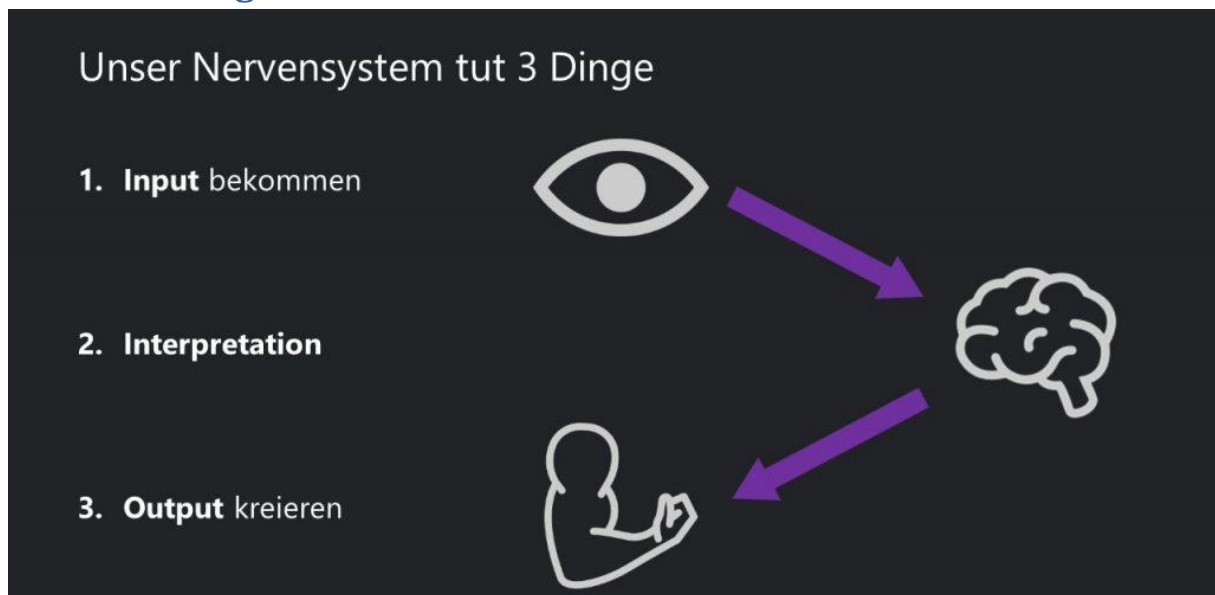 Unser Nervensystem tut 3 Dinge
1. Input bekommen
2. Interpretation
3. Output kreieren